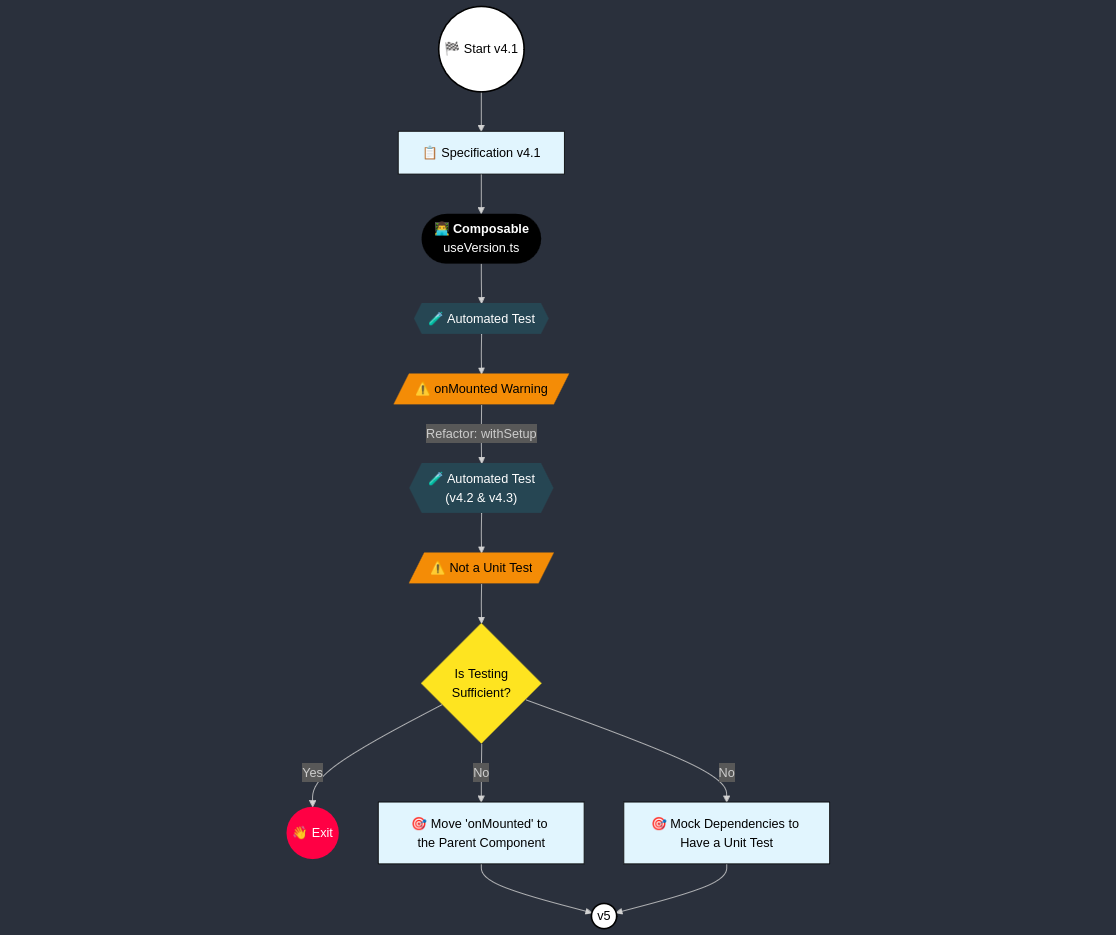 🏁 Start v4.1
📋 Specification v4.1
👨‍💻 Composable
useVersion.ts
🧪 Automated Test
⚠️ onMounted Warning
Refactor: withSetup
🧪 Automated Test
(v4.2 & v4.3)
⚠️ Not a Unit Test
Is Testing
Sufficient?
Yes
No
No
👋 Exit
🎯 Move 'onMounted' to
the Parent Component
🎯 Mock Dependencies to
Have a Unit Test
v5